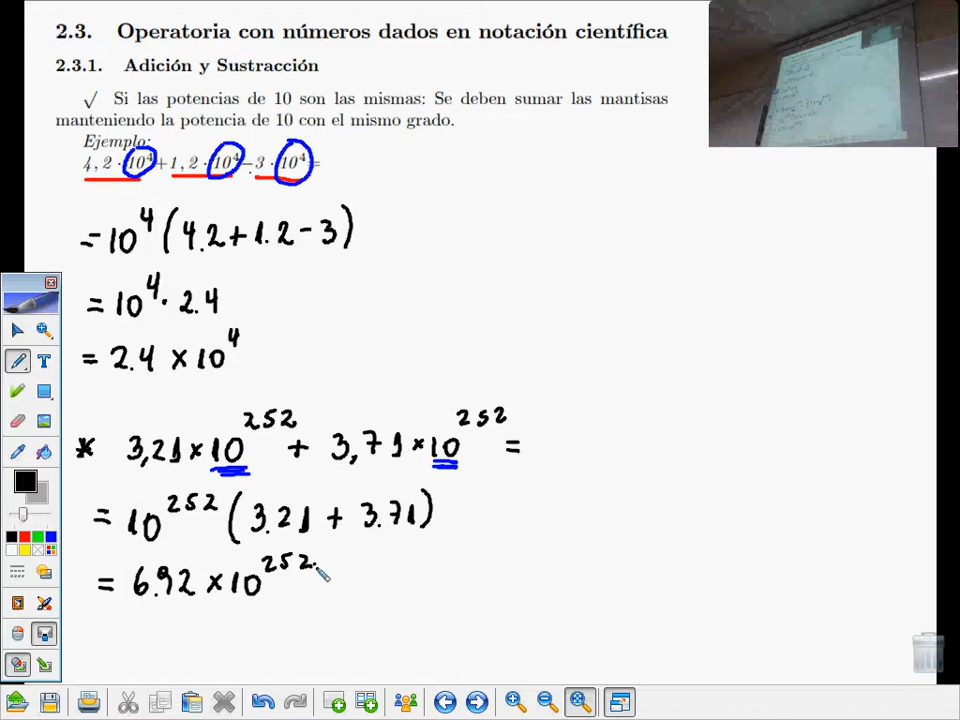 2.3. Operatoria con números dados en notación científica
2.3.1. Adición y Sustracción
√ Si las potencias de 10 son las mismas: Se deben sumar las mantisas
manteniendo la potencia de 10 con el mismo grado.
Ejemplo:
4, 2 · 10⁴ + 1, 2 · 10⁴ − 3 · 10⁴ =
= 10⁴ (4.2 + 1.2 − 3)
= 10⁴ · 2.4
= 2.4 × 10⁴
* 3,21 × 10²⁵² + 3,71 × 10²⁵² =
= 10²⁵² (3.21 + 3.71)
= 6.92 × 10²⁵²